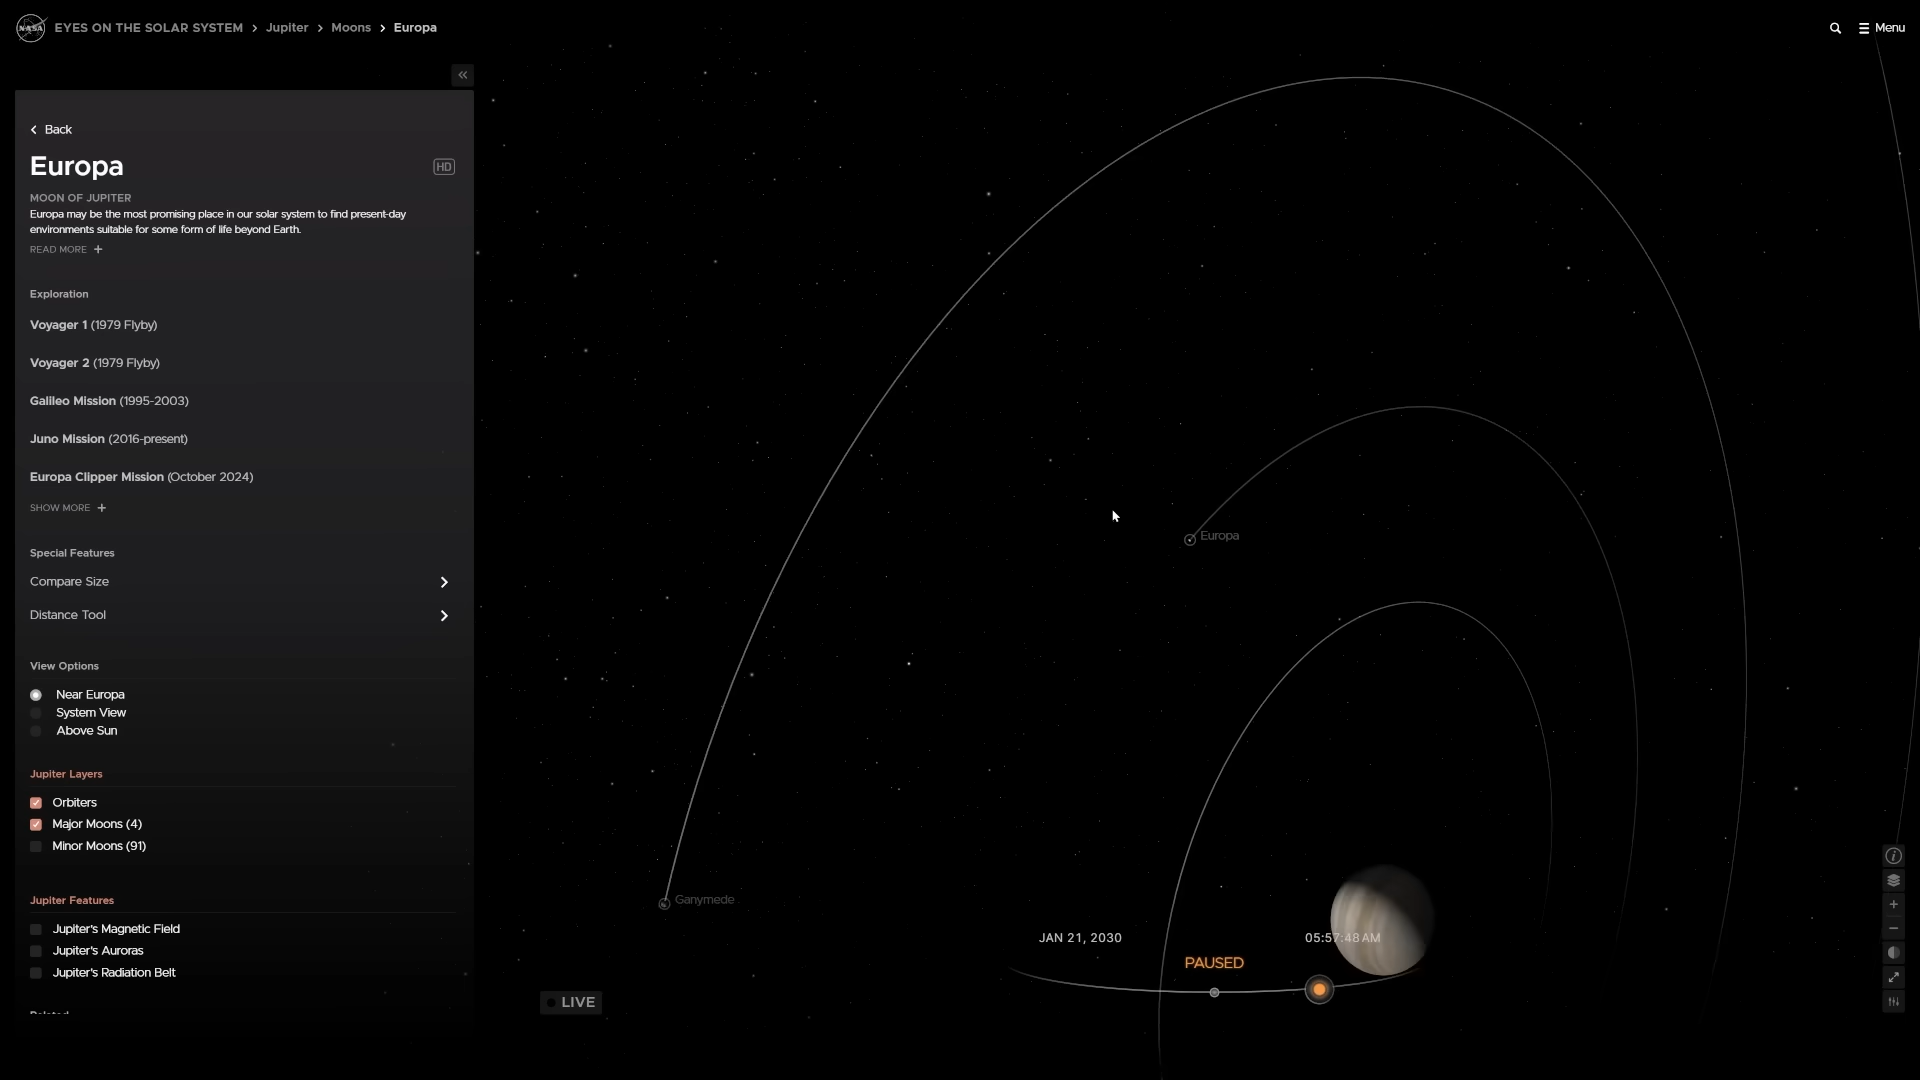 NASA EYES ON THE SOLAR SYSTEM > Jupiter > Moons > Europa
Menu
Back
Europa
HD
MOON OF JUPITER
Europa may be the most promising place in our solar system to find present-day
environments suitable for some form of life beyond Earth.
READ MORE +
Exploration
Voyager 1 (1979 Flyby)
Voyager 2 (1979 Flyby)
Galileo Mission (1995-2003)
Juno Mission (2016-present)
Europa Clipper Mission (October 2024)
SHOW MORE +
Special Features
Compare Size
Distance Tool
View Options
Near Europa
System View
Above Sun
Jupiter Layers
Orbiters
Major Moons (4)
Minor Moons (91)
Jupiter Features
Jupiter's Magnetic Field
Jupiter's Auroras
Jupiter's Radiation Belt
Europa
Ganymede
JAN 21, 2030
05:57:48 AM
PAUSED
LIVE